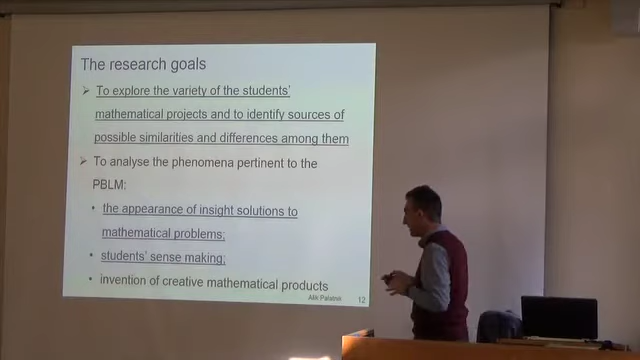 The research goals
➢ To explore the variety of the students'
mathematical projects and to identify sources of
possible similarities and differences among them
➢ To analyse the phenomena pertinent to the
PBLM:
• the appearance of insight solutions to
mathematical problems;
• students' sense making;
• invention of creative mathematical products
Alik Palatnik 12